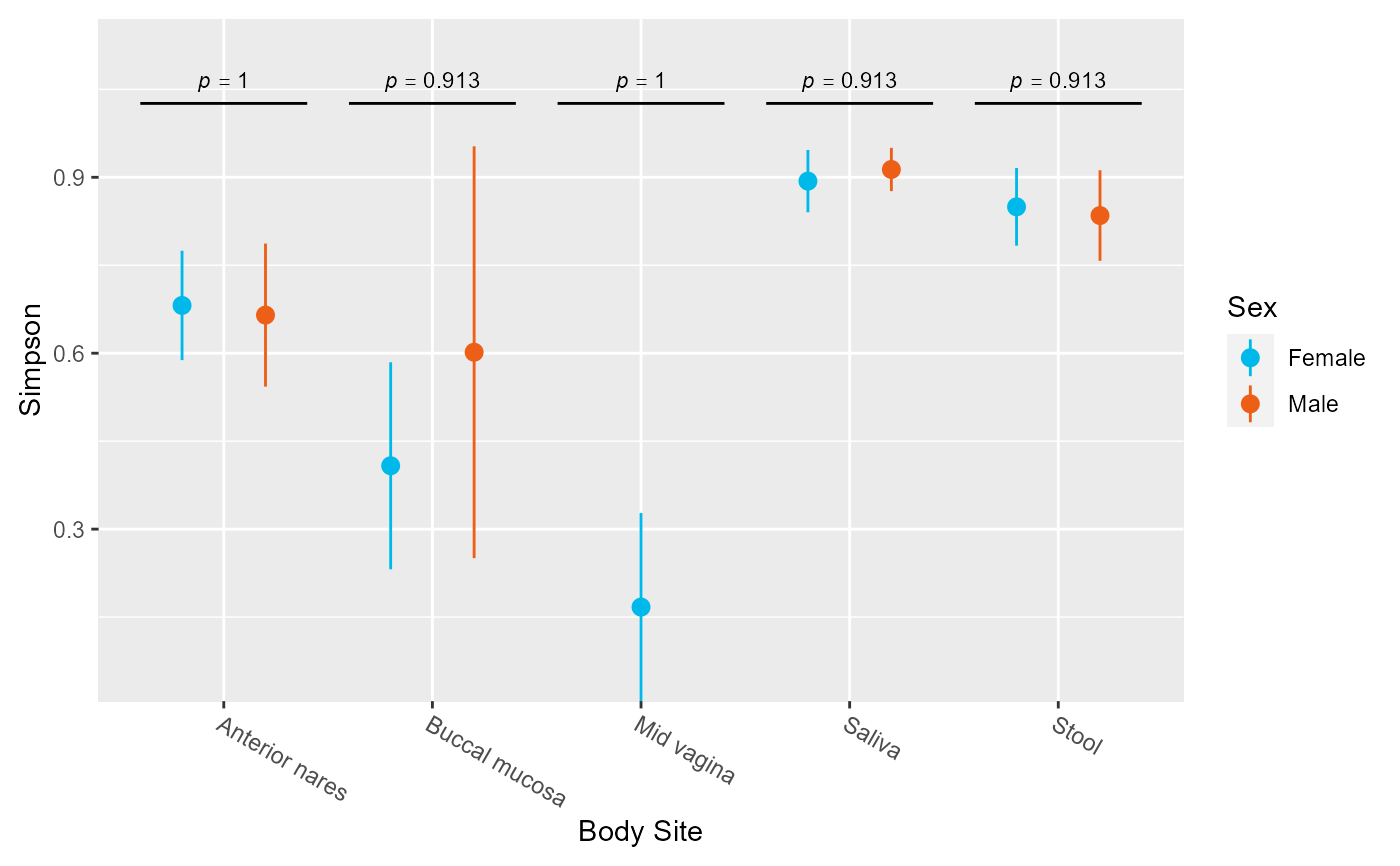 p = 1
p = 0.913
p = 1
p = 0.913
p = 0.913
0.9
0.6
0.3
Simpson
Anterior nares
Buccal mucosa
Mid vagina
Saliva
Stool
Body Site
Sex
Female
Male